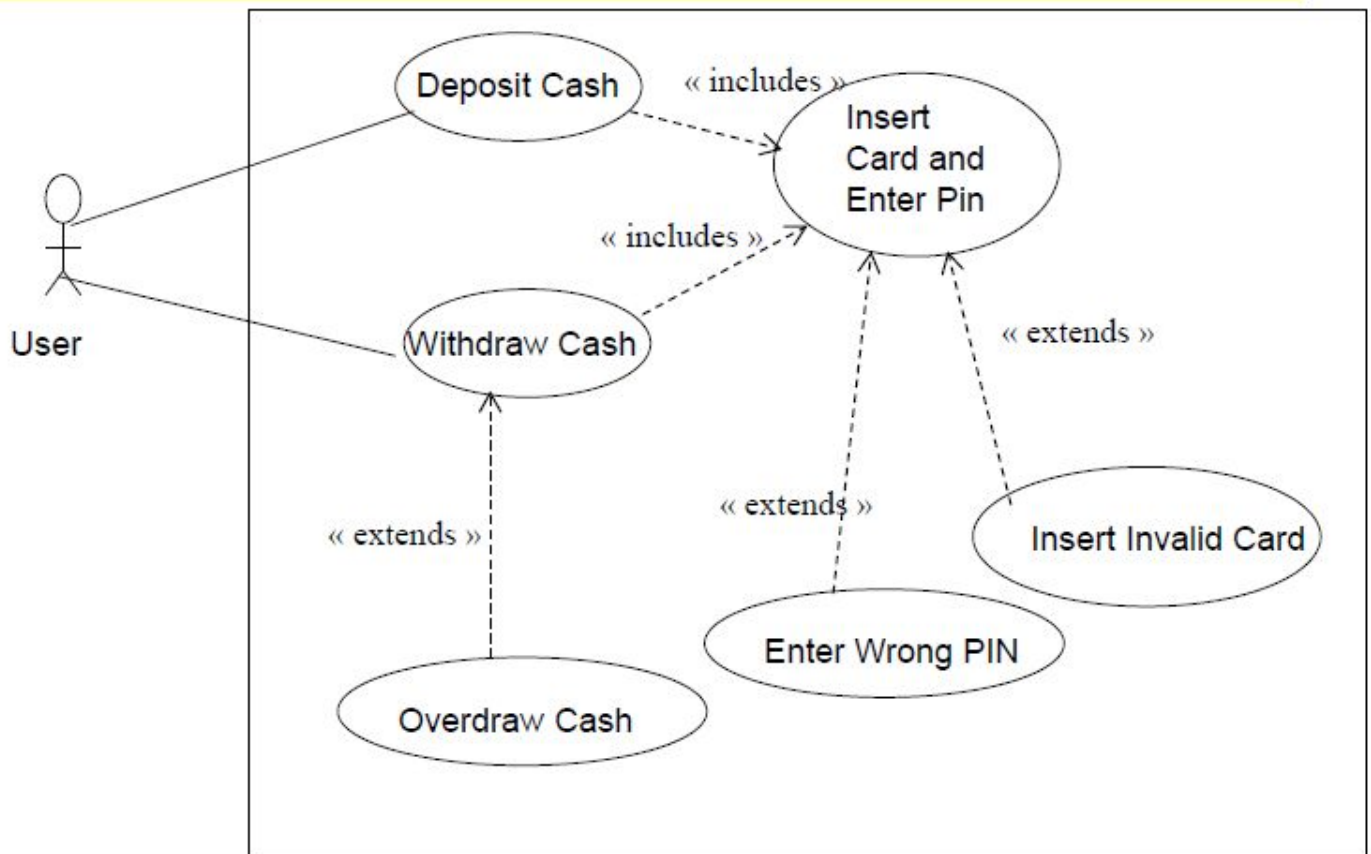 Deposit Cash
« includes »
Insert
Card and
Enter Pin
« includes »
User
Withdraw Cash
« extends »
« extends »
« extends »
Insert Invalid Card
Enter Wrong PIN
Overdraw Cash